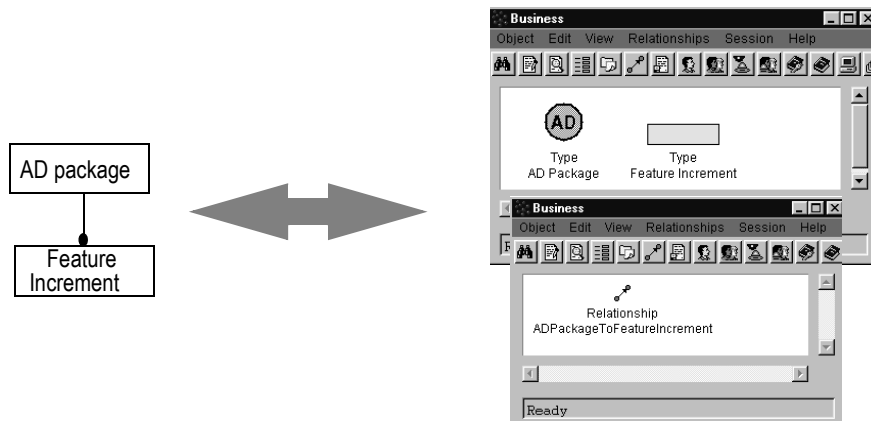 AD package
Feature
Increment
Business
Object Edit View Relationships Session Help
AD
Type
AD Package
Type
Feature Increment
Business
Object Edit View Relationships Session Help
Relationship
ADPackageToFeatureIncrement
Ready